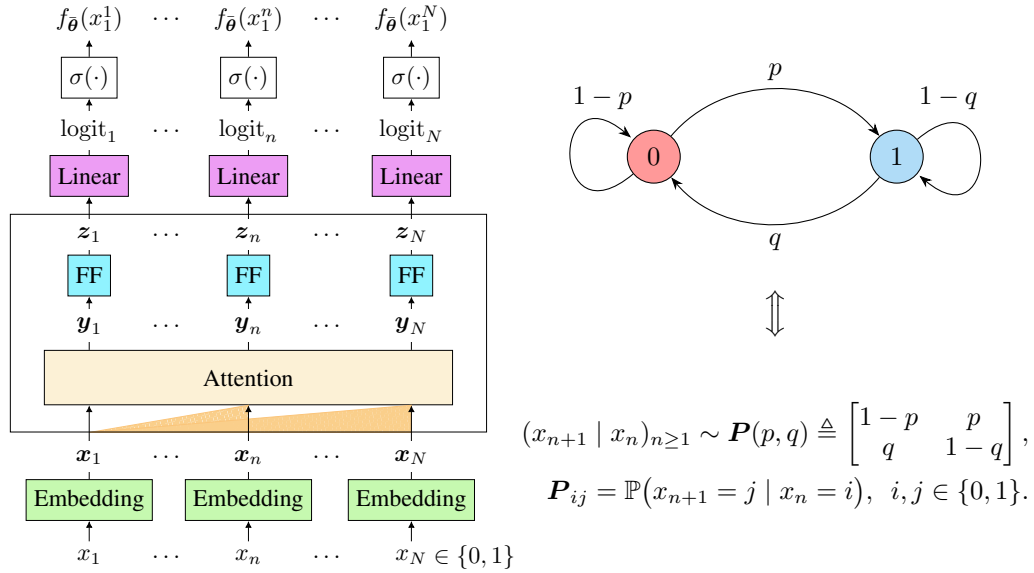 f_θ̄(x_1^1) ⋯ f_θ̄(x_1^n) ⋯ f_θ̄(x_1^N)
σ(·) σ(·) σ(·)
logit_1 ⋯ logit_n ⋯ logit_N
Linear Linear Linear
z_1 ⋯ z_n ⋯ z_N
FF FF FF
y_1 ⋯ y_n ⋯ y_N
Attention
x_1 ⋯ x_n ⋯ x_N
Embedding Embedding Embedding
x_1 ⋯ x_n ⋯ x_N ∈ {0, 1}
p
1 − p 1 − q
0 1
q
⇕
(x_{n+1} | x_n)_{n≥1} ∼ P(p, q) ≜ [1 − p p; q 1 − q],
P_{ij} = ℙ(x_{n+1} = j | x_n = i), i, j ∈ {0, 1}.